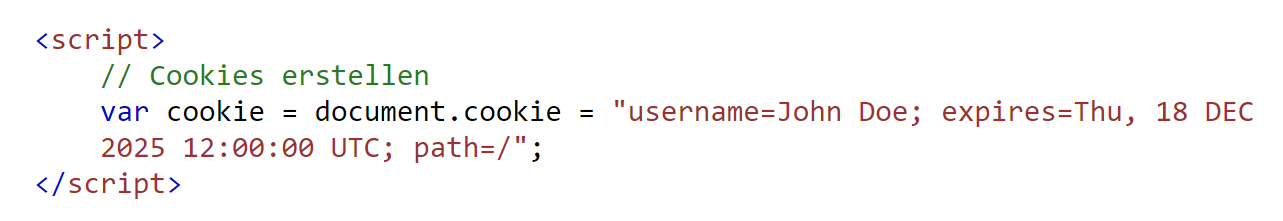 <script>
// Cookies erstellen
var cookie = document.cookie = "username=John Doe; expires=Thu, 18 DEC
2025 12:00:00 UTC; path=/";
</script>